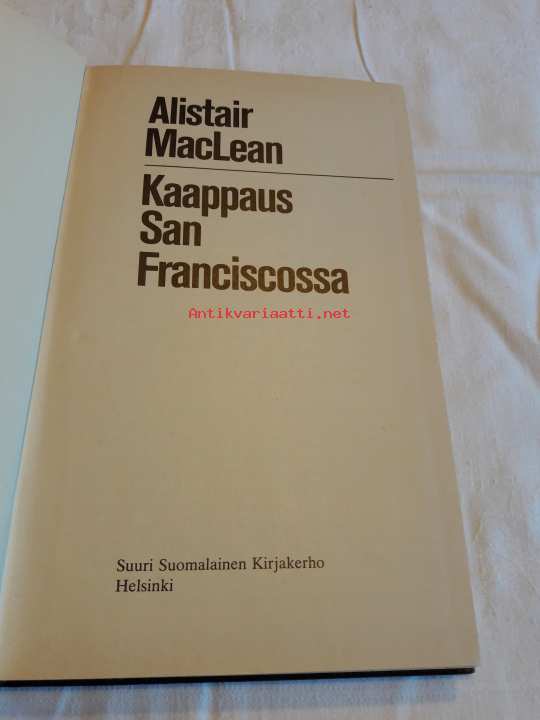 Alistair
MacLean
Kaappaus
San
Franciscossa
Antikvariaatti.net
Suuri Suomalainen Kirjakerho
Helsinki